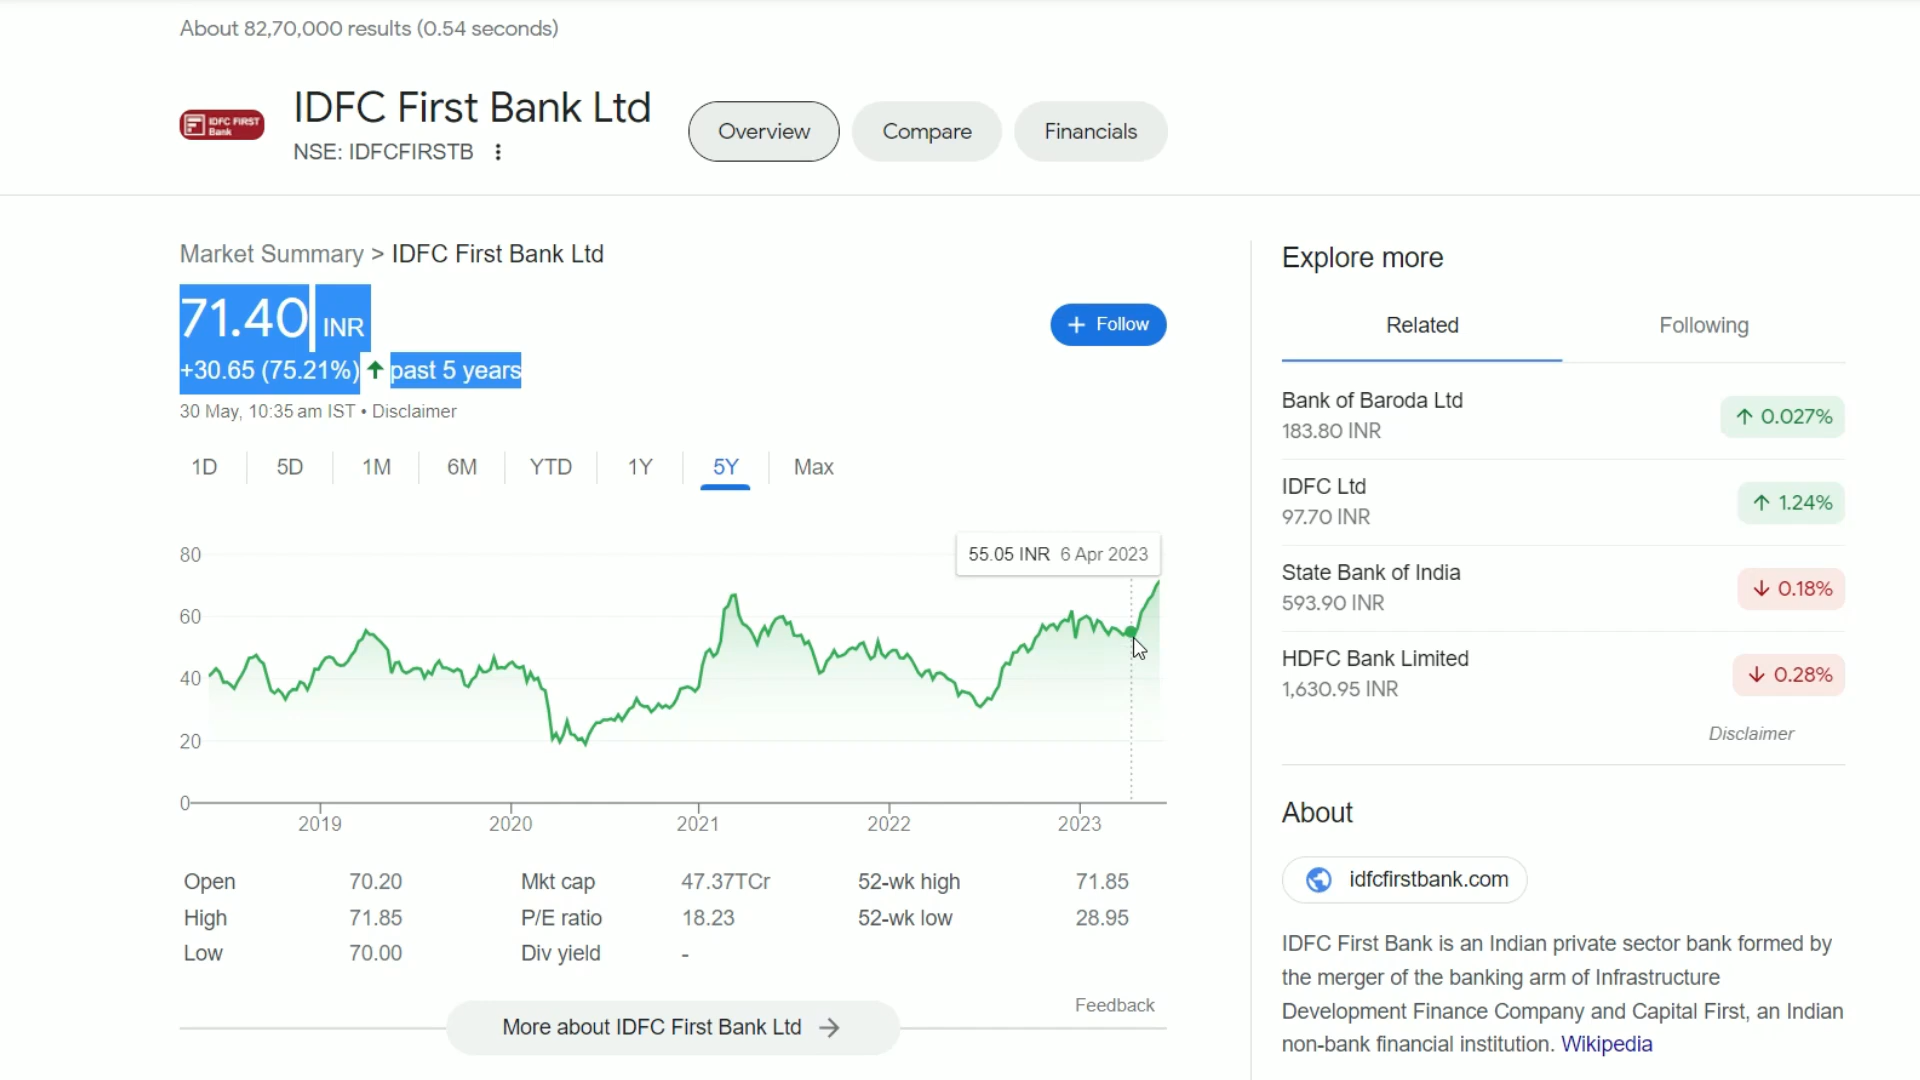 About 82,70,000 results (0.54 seconds)
IDFC FIRST
Bank
IDFC First Bank Ltd
NSE: IDFCFIRSTB
Overview
Compare
Financials
Market Summary > IDFC First Bank Ltd
71.40 INR
+30.65 (75.21%) ↑ past 5 years
30 May, 10:35 am IST • Disclaimer
+ Follow
1D 5D 1M 6M YTD 1Y 5Y Max
55.05 INR 6 Apr 2023
80
60
40
20
0
2019 2020 2021 2022 2023
Open 70.20 Mkt cap 47.37TCr 52-wk high 71.85
High 71.85 P/E ratio 18.23 52-wk low 28.95
Low 70.00 Div yield -
Feedback
More about IDFC First Bank Ltd →
Explore more
Related Following
Bank of Baroda Ltd
183.80 INR
↑ 0.027%
IDFC Ltd
97.70 INR
↑ 1.24%
State Bank of India
593.90 INR
↓ 0.18%
HDFC Bank Limited
1,630.95 INR
↓ 0.28%
Disclaimer
About
idfcfirstbank.com
IDFC First Bank is an Indian private sector bank formed by
the merger of the banking arm of Infrastructure
Development Finance Company and Capital First, an Indian
non-bank financial institution. Wikipedia